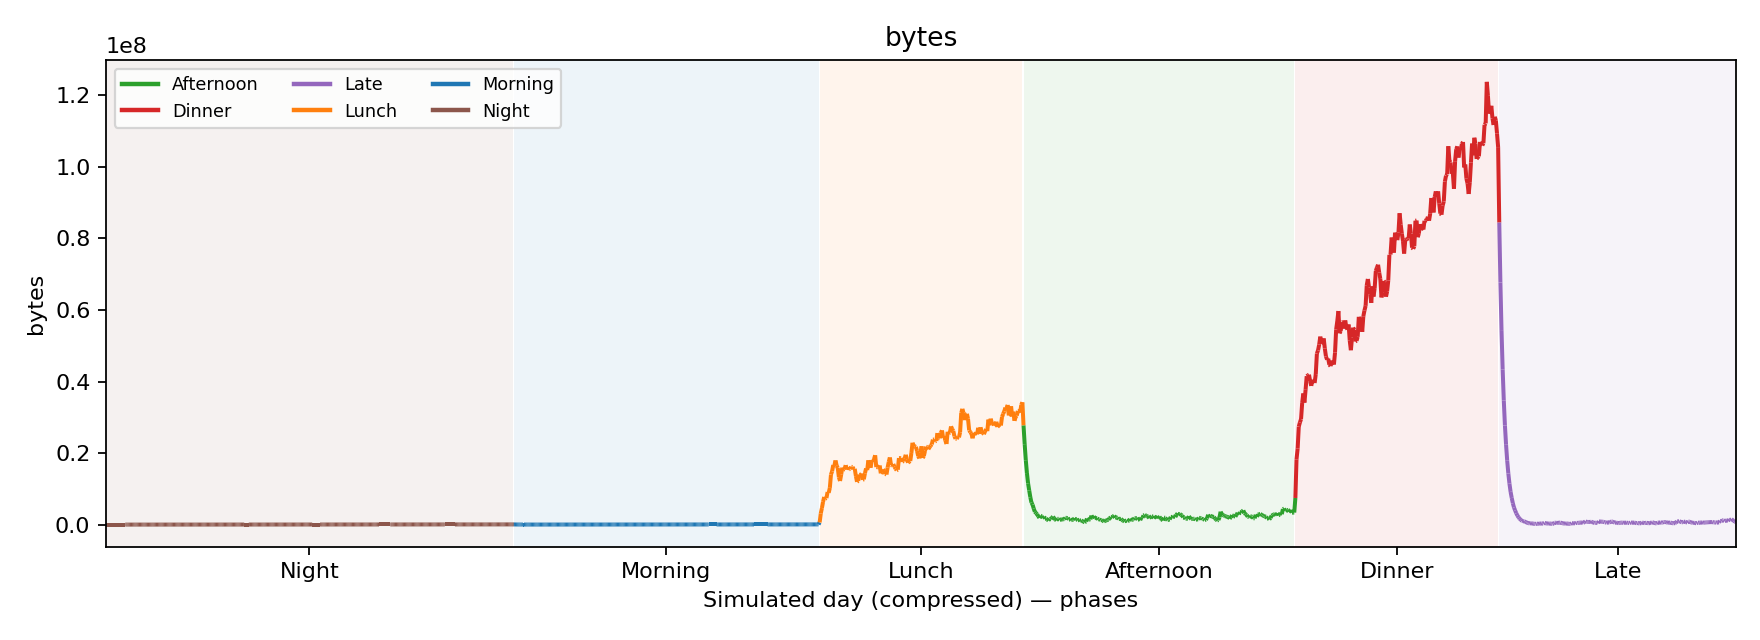 bytes
1e8
Afternoon Late Morning
Dinner Lunch Night
1.2
1.0
0.8
0.6
0.4
0.2
0.0
bytes
Night Morning Lunch Afternoon Dinner Late
Simulated day (compressed) — phases